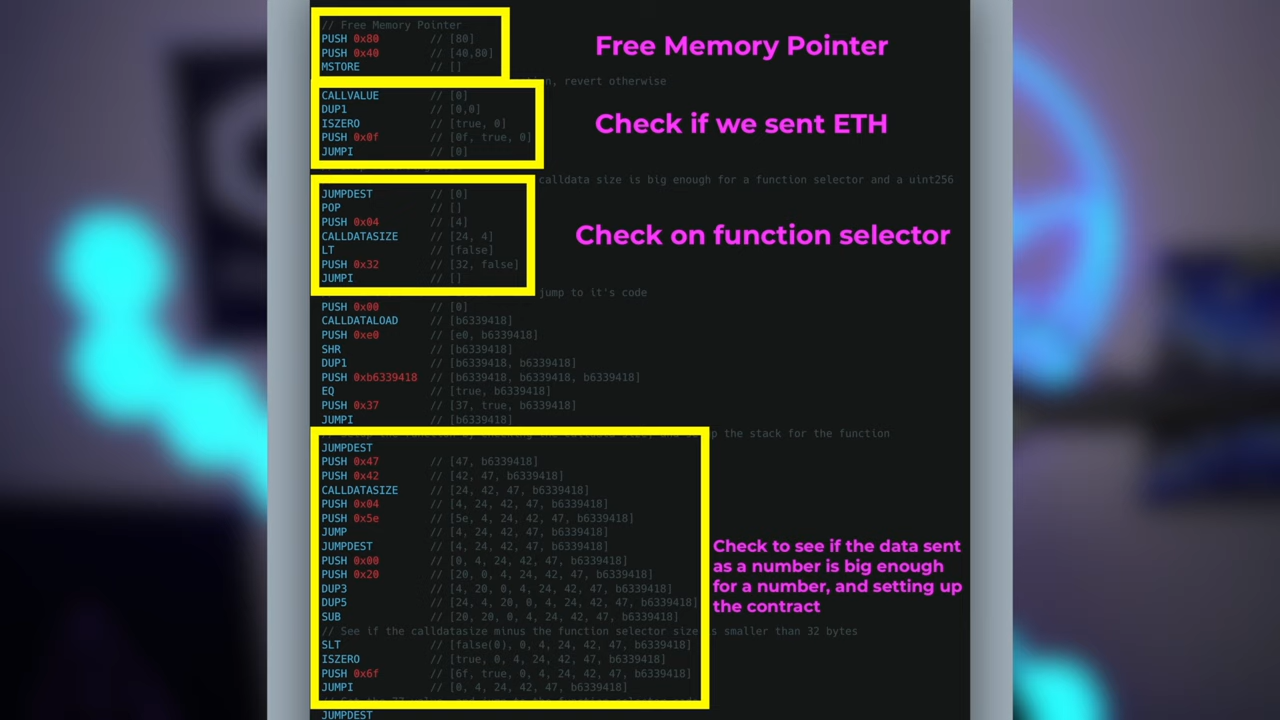 // Free Memory Pointer
PUSH 0x80 // [80]
PUSH 0x40 // [40,80]
MSTORE // []
Free Memory Pointer
n, revert otherwise
CALLVALUE // [0]
DUP1 // [0,0]
ISZERO // [true, 0]
PUSH 0x0f // [0f, true, 0]
JUMPI // [0]
Check if we sent ETH
calldata size is big enough for a function selector and a uint256
JUMPDEST // [0]
POP // []
PUSH 0x04 // [4]
CALLDATASIZE // [24, 4]
LT // [false]
PUSH 0x32 // [32, false]
JUMPI // []
Check on function selector
jump to it's code
PUSH 0x00 // [0]
CALLDATALOAD // [b6339418]
PUSH 0xe0 // [e0, b6339418]
SHR // [b6339418]
DUP1 // [b6339418, b6339418]
PUSH 0xb6339418 // [b6339418, b6339418, b6339418]
EQ // [true, b6339418]
PUSH 0x37 // [37, true, b6339418]
JUMPI // [b6339418]
p the stack for the function
JUMPDEST
PUSH 0x47 // [47, b6339418]
PUSH 0x42 // [42, 47, b6339418]
CALLDATASIZE // [24, 42, 47, b6339418]
PUSH 0x04 // [4, 24, 42, 47, b6339418]
PUSH 0x5e // [5e, 4, 24, 42, 47, b6339418]
JUMP // [4, 24, 42, 47, b6339418]
JUMPDEST // [4, 24, 42, 47, b6339418]
PUSH 0x00 // [0, 4, 24, 42, 47, b6339418]
PUSH 0x20 // [20, 0, 4, 24, 42, 47, b6339418]
DUP3 // [4, 20, 0, 4, 24, 42, 47, b6339418]
DUP5 // [24, 4, 20, 0, 4, 24, 42, 47, b6339418]
SUB // [20, 20, 0, 4, 24, 42, 47, b6339418]
// See if the calldatasize minus the function selector size is smaller than 32 bytes
SLT // [false(0), 0, 4, 24, 42, 47, b6339418]
ISZERO // [true, 0, 4, 24, 42, 47, b6339418]
PUSH 0x6f // [6f, true, 0, 4, 24, 42, 47, b6339418]
JUMPI // [0, 4, 24, 42, 47, b6339418]
Check to see if the data sent
as a number is big enough
for a number, and setting up
the contract
JUMPDEST